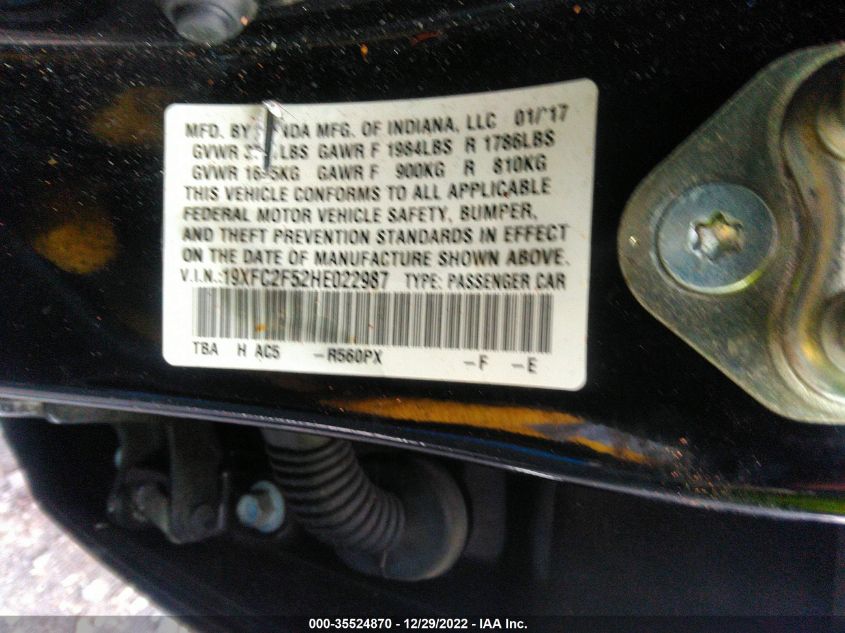 MFD. BY NDA MFG. OF INDIANA, LLC 01/'17
GVWR LBS GAWR F 1984LBS R 1786LBS
GVWR KG GAWR F 900KG R 810KG
THIS VEHICLE CONFORMS TO ALL APPLICABLE
FEDERAL MOTOR VEHICLE SAFETY, BUMPER,
AND THEFT PREVENTION STANDARDS IN EFFECT
ON THE DATE OF MANUFACTURE SHOWN ABOVE.
V.I.N.:19XFC2F52HE022987 TYPE: PASSENGER CAR
TBA H AC5 -R560PX -F -E
000-35524870 - 12/29/2022 - IAA Inc.